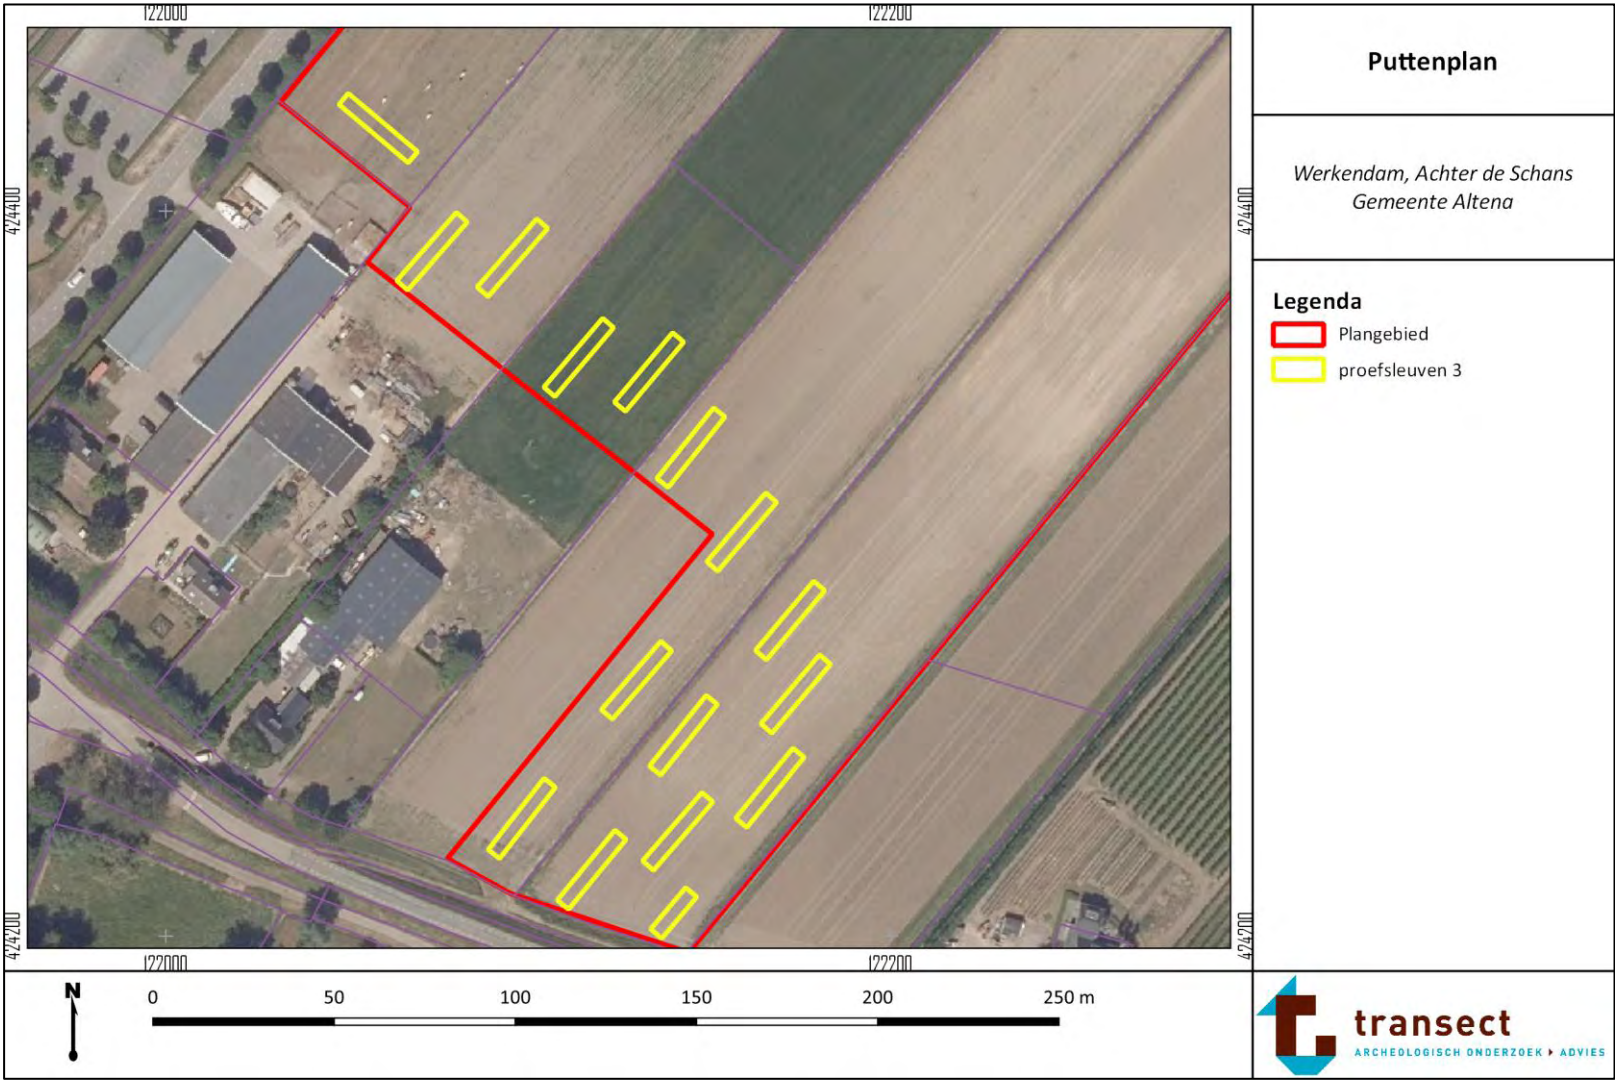 122000
122200
424400
424400
424200
424200
122000
122200
N
0
50
100
150
200
250 m
Puttenplan
Werkendam, Achter de Schans
Gemeente Altena
Legenda
Plangebied
proefsleuven 3
transect
ARCHEOLOGISCH ONDERZOEK ADVIES